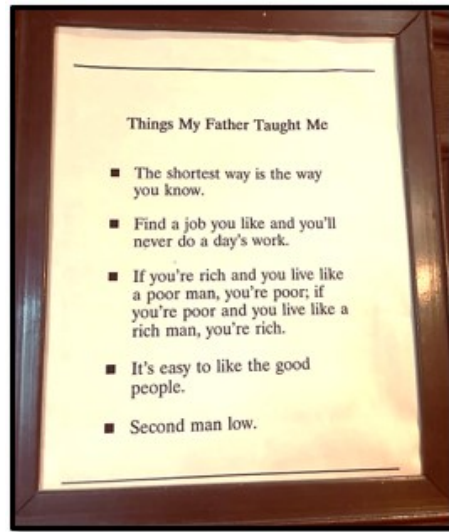 Things My Father Taught Me
■ The shortest way is the way
you know.
■ Find a job you like and you'll
never do a day's work.
■ If you're rich and you live like
a poor man, you're poor; if
you're poor and you live like a
rich man, you're rich.
■ It's easy to like the good
people.
■ Second man low.